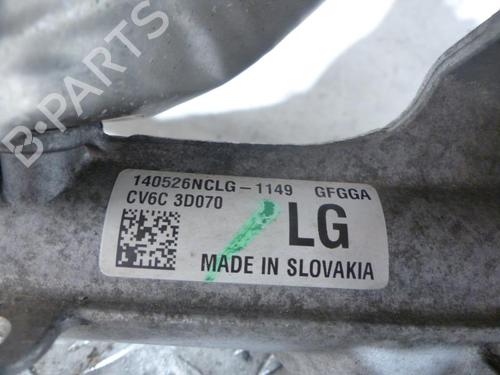 B-PARTS
140526NCLG-1149 GFGGA
CV6C 3D070
LG
MADE IN SLOVAKIA